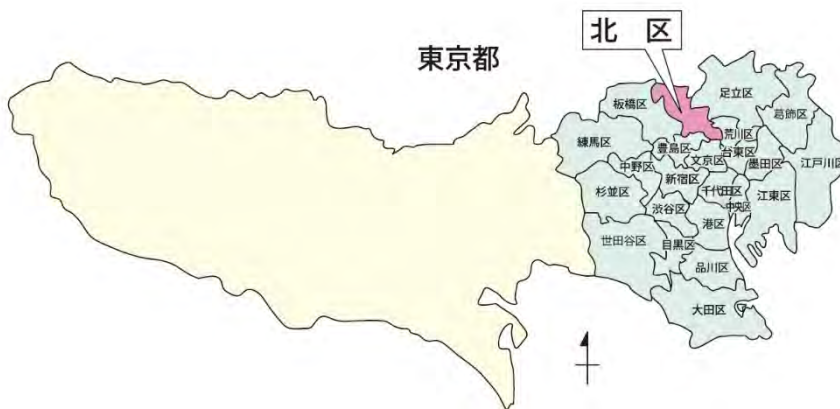 北 区
東京都
足立区
板橋区
葛飾区
荒川区
練馬区
豊島区
台東区
文京区
墨田区
江戸川区
中野区
新宿区
千代田区
杉並区
江東区
渋谷区
中央区
港区
世田谷区
目黒区
品川区
大田区